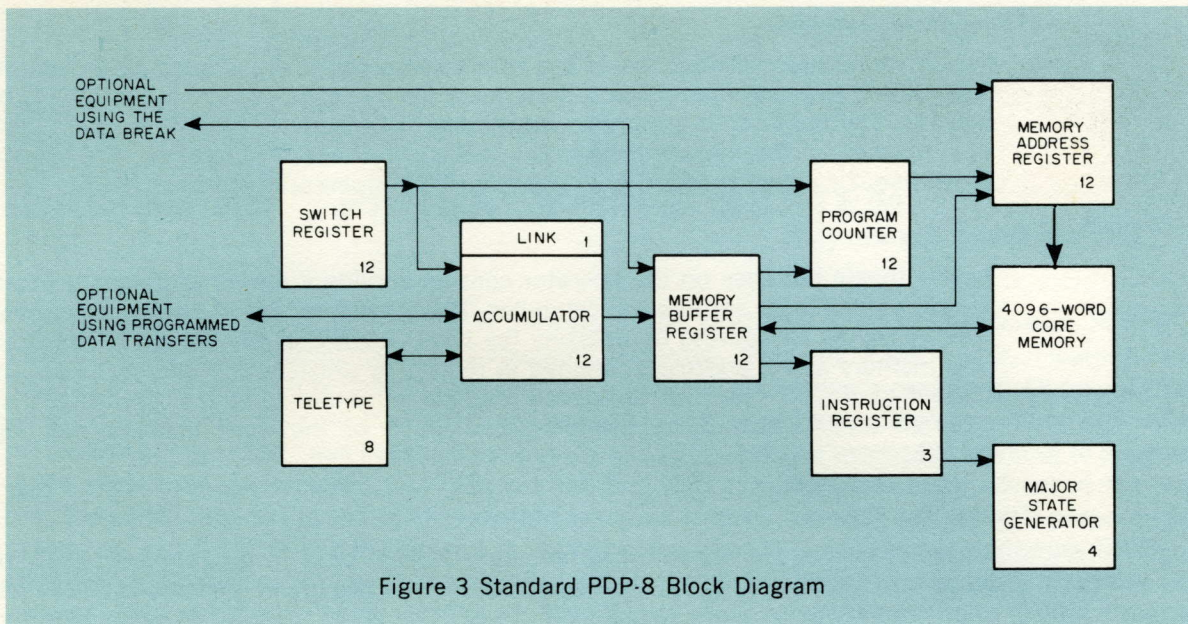 OPTIONAL
EQUIPMENT
USING THE
DATA BREAK
MEMORY
ADDRESS
REGISTER
12
SWITCH
REGISTER
12
LINK 1
ACCUMULATOR
12
PROGRAM
COUNTER
12
OPTIONAL
EQUIPMENT
USING PROGRAMMED
DATA TRANSFERS
MEMORY
BUFFER
REGISTER
12
4096-WORD
CORE
MEMORY
TELETYPE
8
INSTRUCTION
REGISTER
3
MAJOR
STATE
GENERATOR
4
Figure 3 Standard PDP-8 Block Diagram